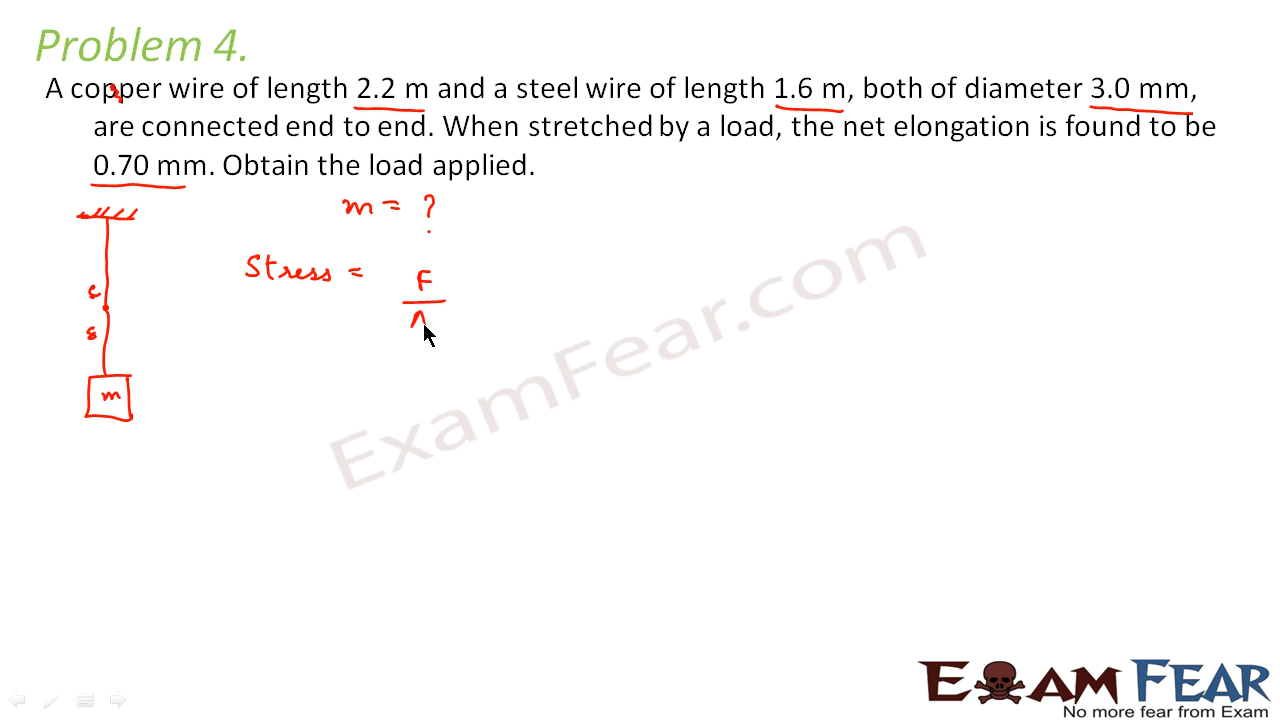 Problem 4.
A copper wire of length 2.2 m and a steel wire of length 1.6 m, both of diameter 3.0 mm,
are connected end to end. When stretched by a load, the net elongation is found to be
0.70 mm. Obtain the load applied.
m = ?
Stress = F
A
c
s
m
ExamFear.com
EXAM FEAR
No more fear from Exam